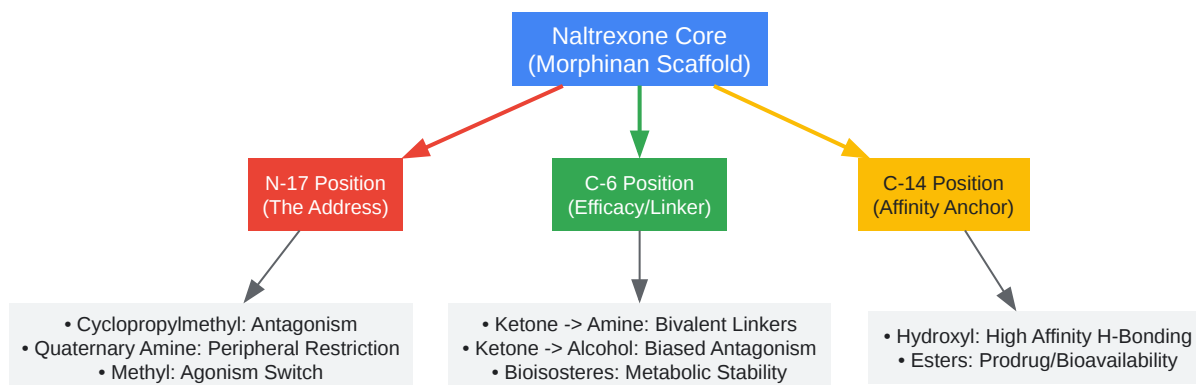 Naltrexone Core
(Morphinan Scaffold)
N-17 Position
(The Address)
C-6 Position
(Efficacy/Linker)
C-14 Position
(Affinity Anchor)
• Cyclopropylmethyl: Antagonism
• Quaternary Amine: Peripheral Restriction
• Methyl: Agonism Switch
• Ketone -> Amine: Bivalent Linkers
• Ketone -> Alcohol: Biased Antagonism
• Bioisosteres: Metabolic Stability
• Hydroxyl: High Affinity H-Bonding
• Esters: Prodrug/Bioavailability